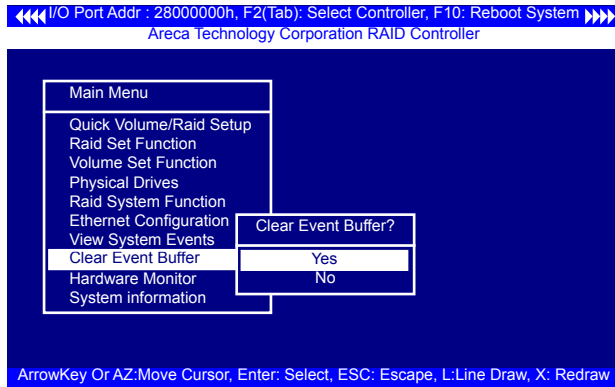 I/O Port Addr : 28000000h, F2(Tab): Select Controller, F10: Reboot System
Areca Technology Corporation RAID Controller
Main Menu
Quick Volume/Raid Setup
Raid Set Function
Volume Set Function
Physical Drives
Raid System Function
Ethernet Configuration
View System Events
Clear Event Buffer
Hardware Monitor
System information
Clear Event Buffer?
Yes
No
ArrowKey Or AZ:Move Cursor, Enter: Select, ESC: Escape, L:Line Draw, X: Redraw